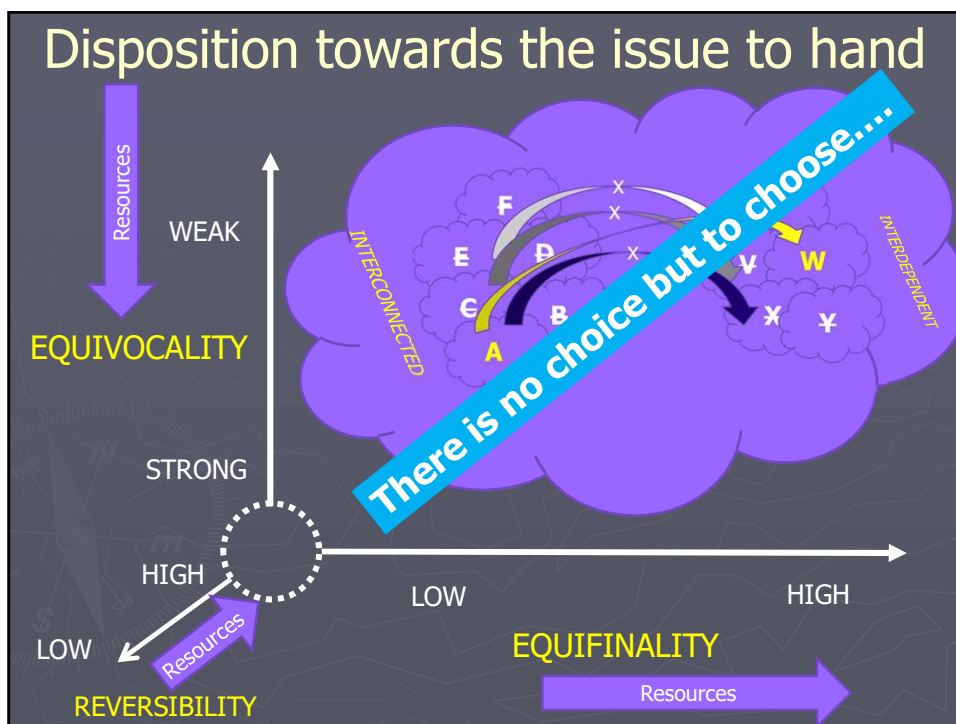 Disposition towards the issue to hand
Resources
WEAK
EQUIVOCALITY
STRONG
INTERCONNECTED
INTERDEPENDENT
F
E
D
C
B
A
X
X
X
V
W
X
Y
There is no choice but to choose....
HIGH
LOW
Resources
REVERSIBILITY
LOW
HIGH
EQUIFINALITY
Resources